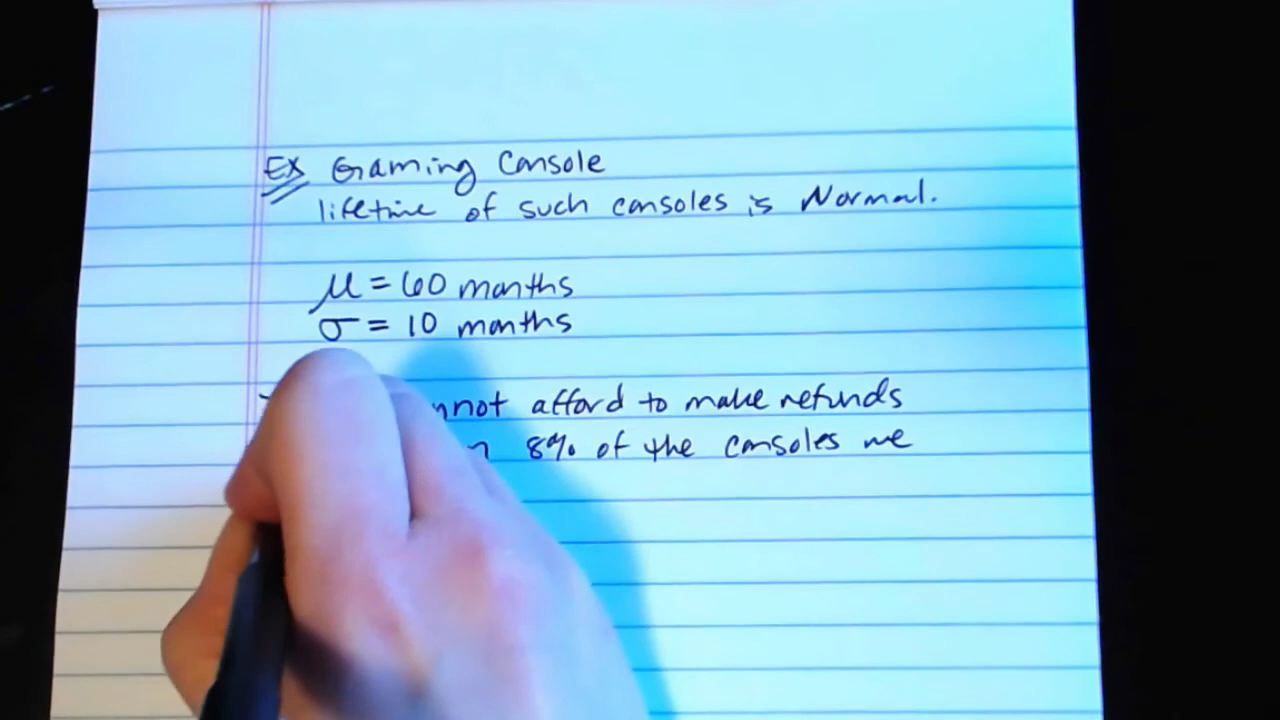 Ex Gaming Console
lifetime of such consoles is Normal.
μ = 60 months
σ = 10 months
afford to make refunds
8% of the consoles we